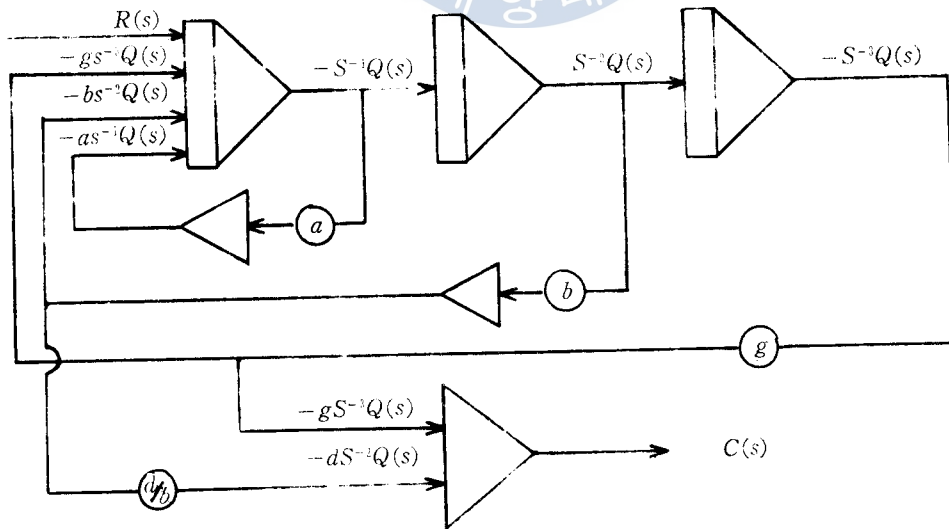 R(s)
-gs⁻³Q(s)
-bs⁻²Q(s)
-as⁻¹Q(s)
-S⁻¹Q(s)
S⁻²Q(s)
-S⁻³Q(s)
a
b
g
-gS⁻³Q(s)
-dS⁻²Q(s)
C(s)
d/b